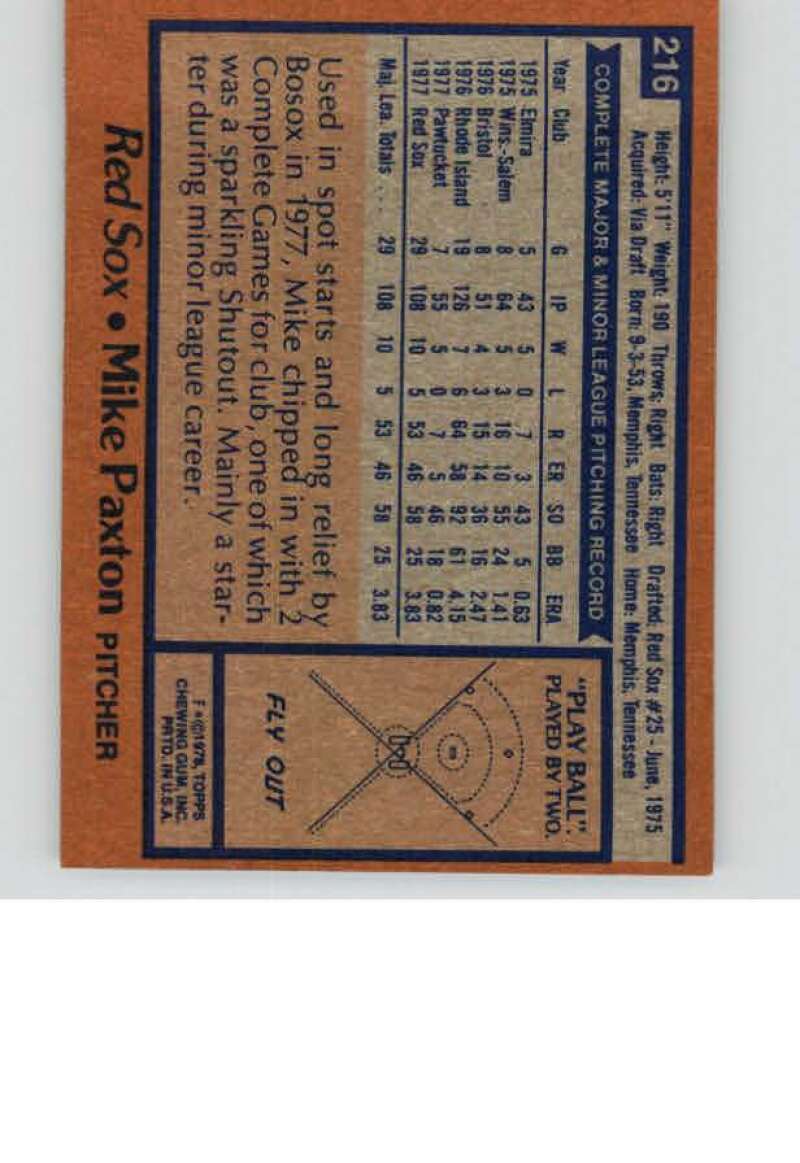 216
Height: 5'11" Weight: 190 Throws: Right Bats: Right Drafted: Red Sox #25 - June, 1975
Acquired: Via Draft Born: 9-3-53, Memphis, Tennessee Home: Memphis, Tennessee
COMPLETE MAJOR & MINOR LEAGUE PITCHING RECORD
Year Club G IP W L R ER SO BB ERA
1975 Elmira 5 43 5 0 7 3 43 5 0.63
1975 Wins.-Salem 8 64 5 3 16 10 55 24 1.41
1976 Bristol 8 51 4 3 15 14 36 16 2.47
1976 Rhode Island 19 126 7 6 64 58 92 61 4.15
1977 Pawtucket 7 55 5 0 7 5 46 18 0.82
1977 Red Sox 29 108 10 5 53 46 58 25 3.83
Maj. Lea. Totals ... 29 108 10 5 53 46 58 25 3.83
Used in spot starts and long relief by
Bosox in 1977, Mike chipped in with 2
Complete Games for club, one of which
was a sparkling Shutout. Mainly a star-
ter during minor league career.
"PLAY BALL".
PLAYED BY TWO.
FLY OUT
F*©1978, TOPPS
CHEWING GUM, INC.
PRTD. IN U.S.A.
Red Sox • Mike Paxton PITCHER